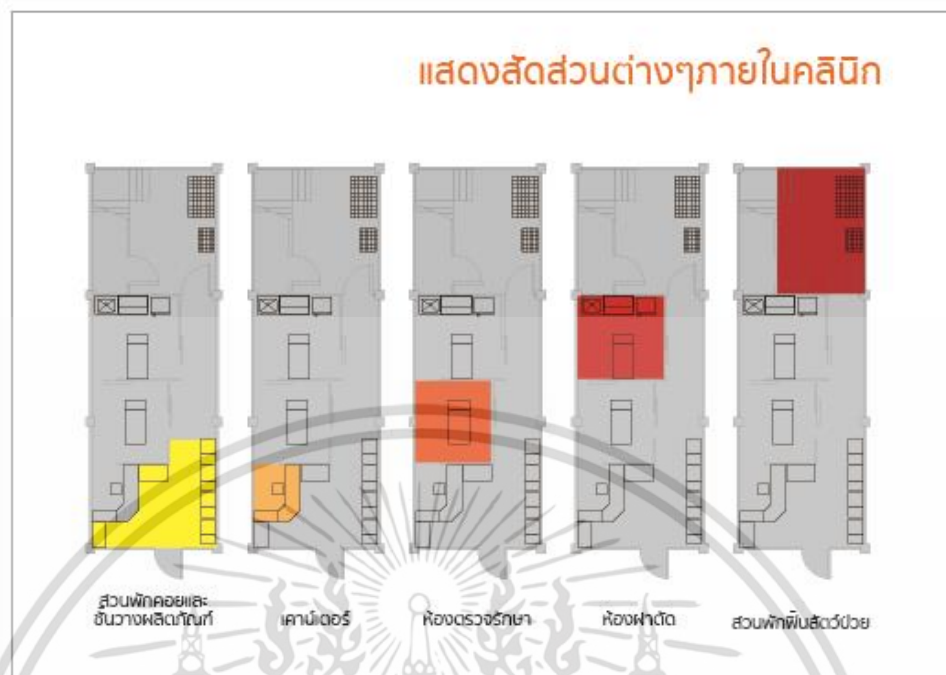 แสดงสัดส่วนต่างๆภายในคลินิก
ส่วนพักคอยและ
ชั้นวางผลิตภัณฑ์
เคาน์เตอร์
ห้องตรวจรักษา
ห้องผ่าตัด
ส่วนพักฟื้นสัตว์ป่วย